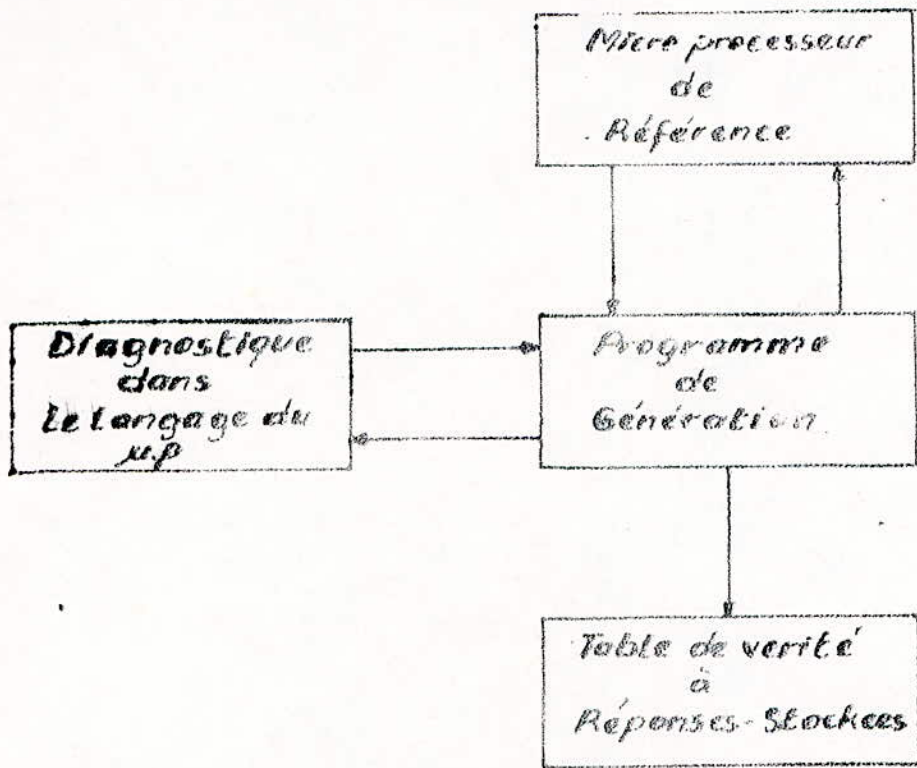 Micro processeur
de
Référence
Diagnostique
dans
Le langage du
µ.p
Programme
de
Génération
Table de verité
à
Réponses-Stockées